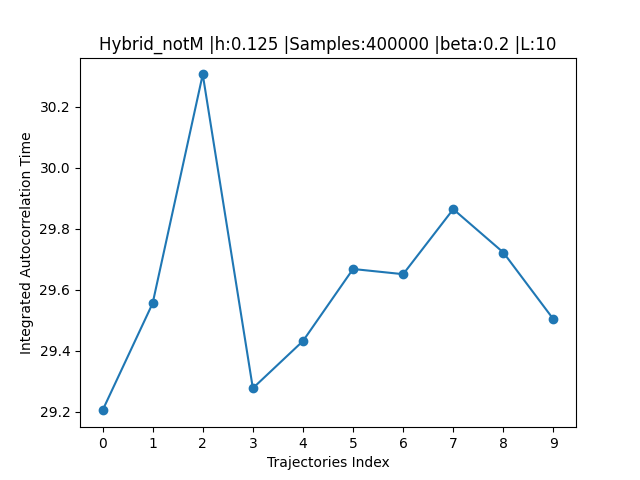 Hybrid_notM |h:0.125 |Samples:400000 |beta:0.2 |L:10
Integrated Autocorrelation Time
30.2
30.0
29.8
29.6
29.4
29.2
0 1 2 3 4 5 6 7 8 9
Trajectories Index